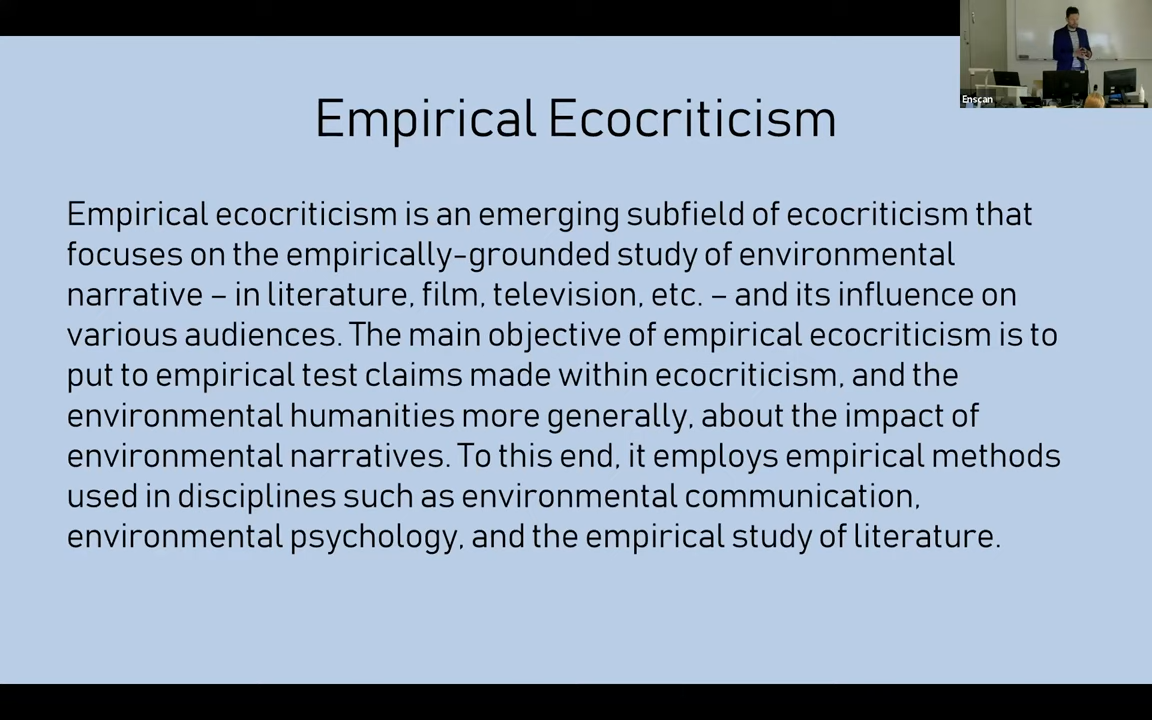 Enscan
Empirical Ecocriticism
Empirical ecocriticism is an emerging subfield of ecocriticism that
focuses on the empirically-grounded study of environmental
narrative – in literature, film, television, etc. – and its influence on
various audiences. The main objective of empirical ecocriticism is to
put to empirical test claims made within ecocriticism, and the
environmental humanities more generally, about the impact of
environmental narratives. To this end, it employs empirical methods
used in disciplines such as environmental communication,
environmental psychology, and the empirical study of literature.